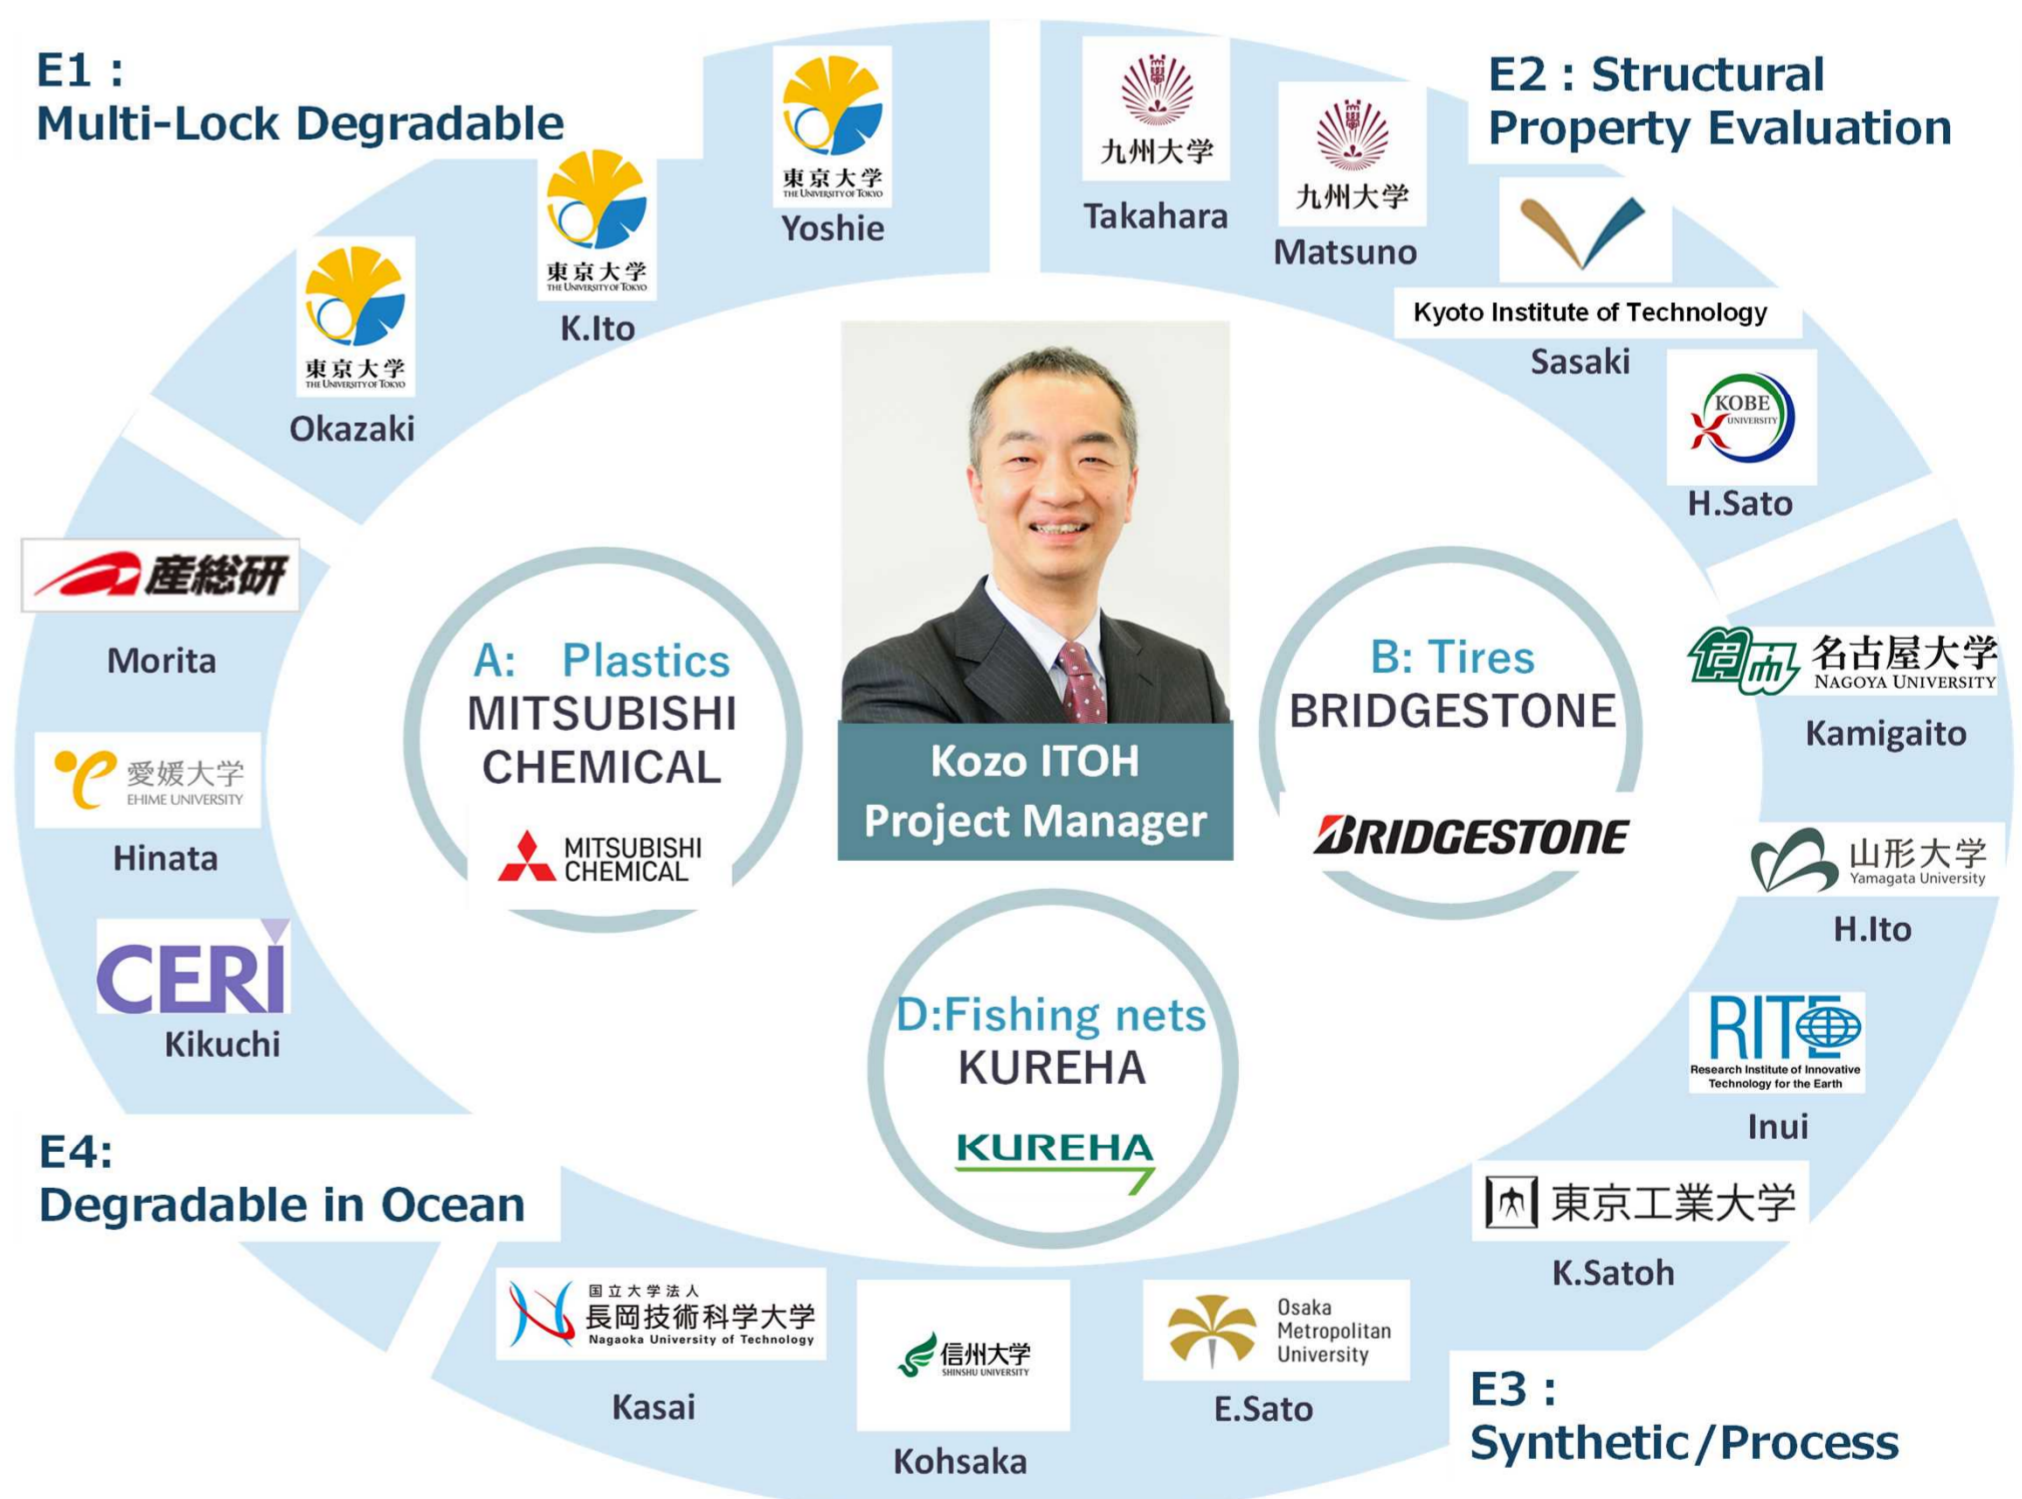 E1 :
Multi-Lock Degradable
東京大学
THE UNIVERSITY OF TOKYO
Yoshie
東京大学
THE UNIVERSITY OF TOKYO
K.Ito
東京大学
THE UNIVERSITY OF TOKYO
Okazaki
E2 : Structural
Property Evaluation
九州大学
Takahara
九州大学
Matsuno
Kyoto Institute of Technology
Sasaki
KOBE
UNIVERSITY
H.Sato
産総研
Morita
愛媛大学
EHIME UNIVERSITY
Hinata
CERI
Kikuchi
E4:
Degradable in Ocean
A: Plastics
MITSUBISHI
CHEMICAL
MITSUBISHI
CHEMICAL
Kozo ITOH
Project Manager
B: Tires
BRIDGESTONE
BRIDGESTONE
D:Fishing nets
KUREHA
KUREHA
名古屋大学
NAGOYA UNIVERSITY
Kamigaito
山形大学
Yamagata University
H.Ito
RITE
Research Institute of Innovative
Technology for the Earth
Inui
東京工業大学
K.Satoh
国立大学法人
長岡技術科学大学
Nagaoka University of Technology
Kasai
信州大学
SHINSHU UNIVERSITY
Kohsaka
Osaka
Metropolitan
University
E.Sato
E3 :
Synthetic/Process